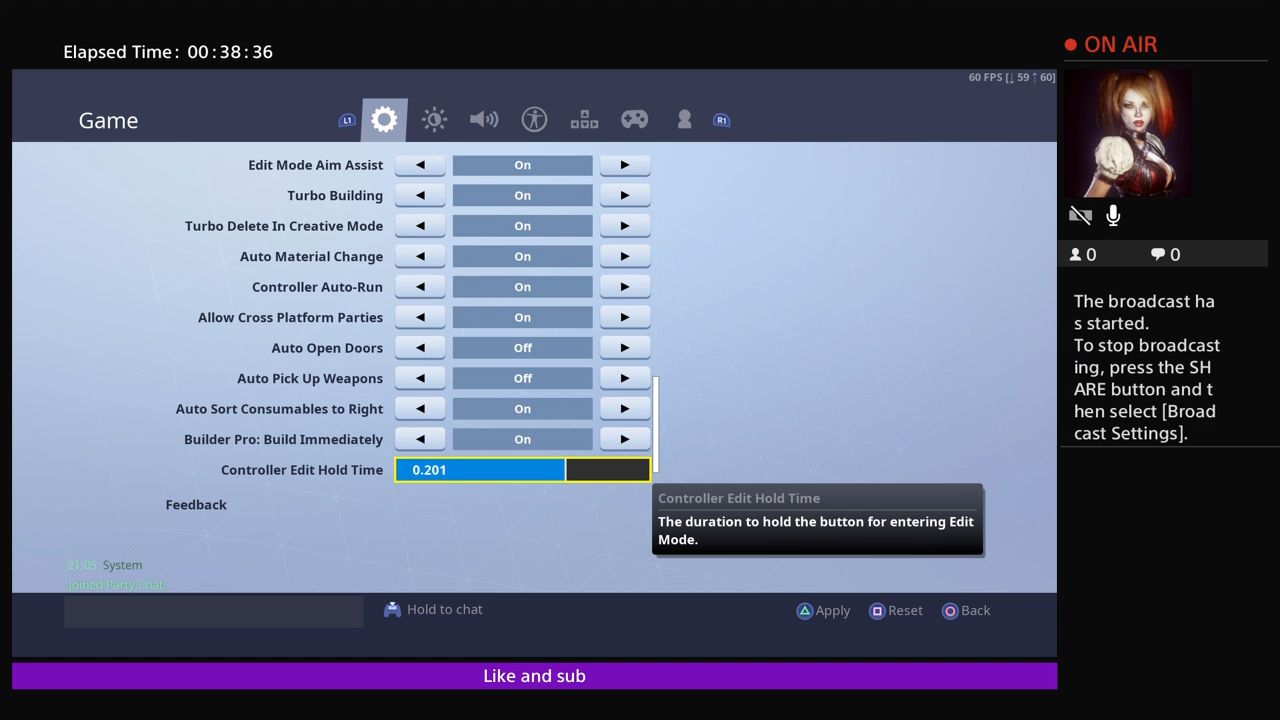 Elapsed Time: 00:38:36
ON AIR
60 FPS [↓ 59 ↑ 60]
Game
L1
R1
Edit Mode Aim Assist On
Turbo Building On
Turbo Delete In Creative Mode On
Auto Material Change On
Controller Auto-Run On
Allow Cross Platform Parties On
Auto Open Doors Off
Auto Pick Up Weapons Off
Auto Sort Consumables to Right On
Builder Pro: Build Immediately On
Controller Edit Hold Time 0.201
Feedback
Controller Edit Hold Time
The duration to hold the button for entering Edit
Mode.
21:05 System
Joined Party Chat
Hold to chat
Apply Reset Back
Like and sub
0 0
The broadcast ha
s started.
To stop broadcast
ing, press the SH
ARE button and t
hen select [Broad
cast Settings].